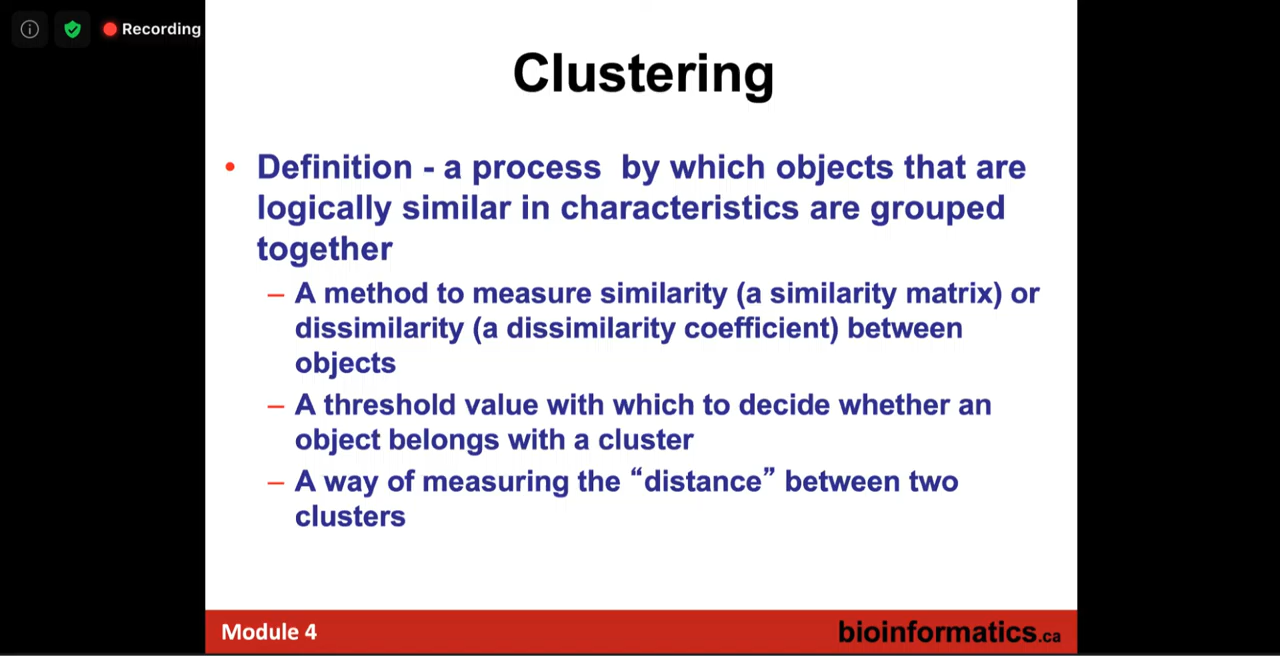 Recording
Clustering
• Definition - a process by which objects that are
logically similar in characteristics are grouped
together
– A method to measure similarity (a similarity matrix) or
dissimilarity (a dissimilarity coefficient) between
objects
– A threshold value with which to decide whether an
object belongs with a cluster
– A way of measuring the “distance” between two
clusters
Module 4
bioinformatics.ca